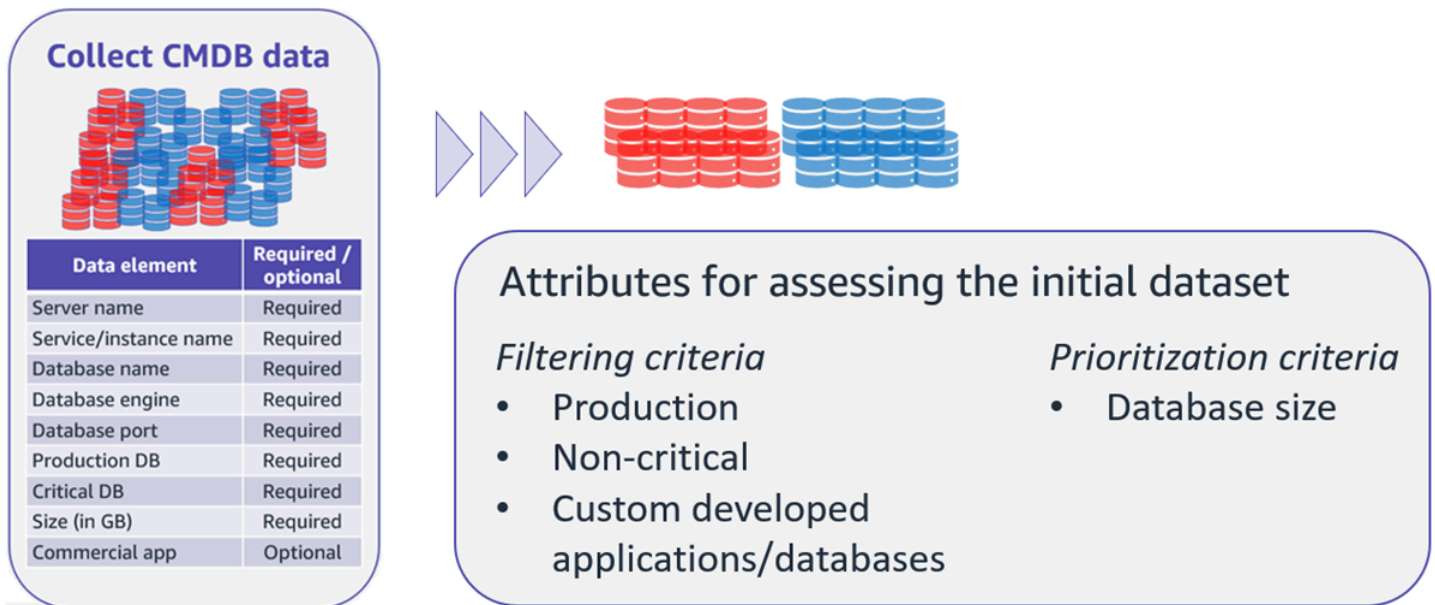 Collect CMDB data
Data element Required /
optional
Server name Required
Service/instance name Required
Database name Required
Database engine Required
Database port Required
Production DB Required
Critical DB Required
Size (in GB) Required
Commercial app Optional
Attributes for assessing the initial dataset
Filtering criteria
• Production
• Non-critical
• Custom developed
applications/databases
Prioritization criteria
• Database size